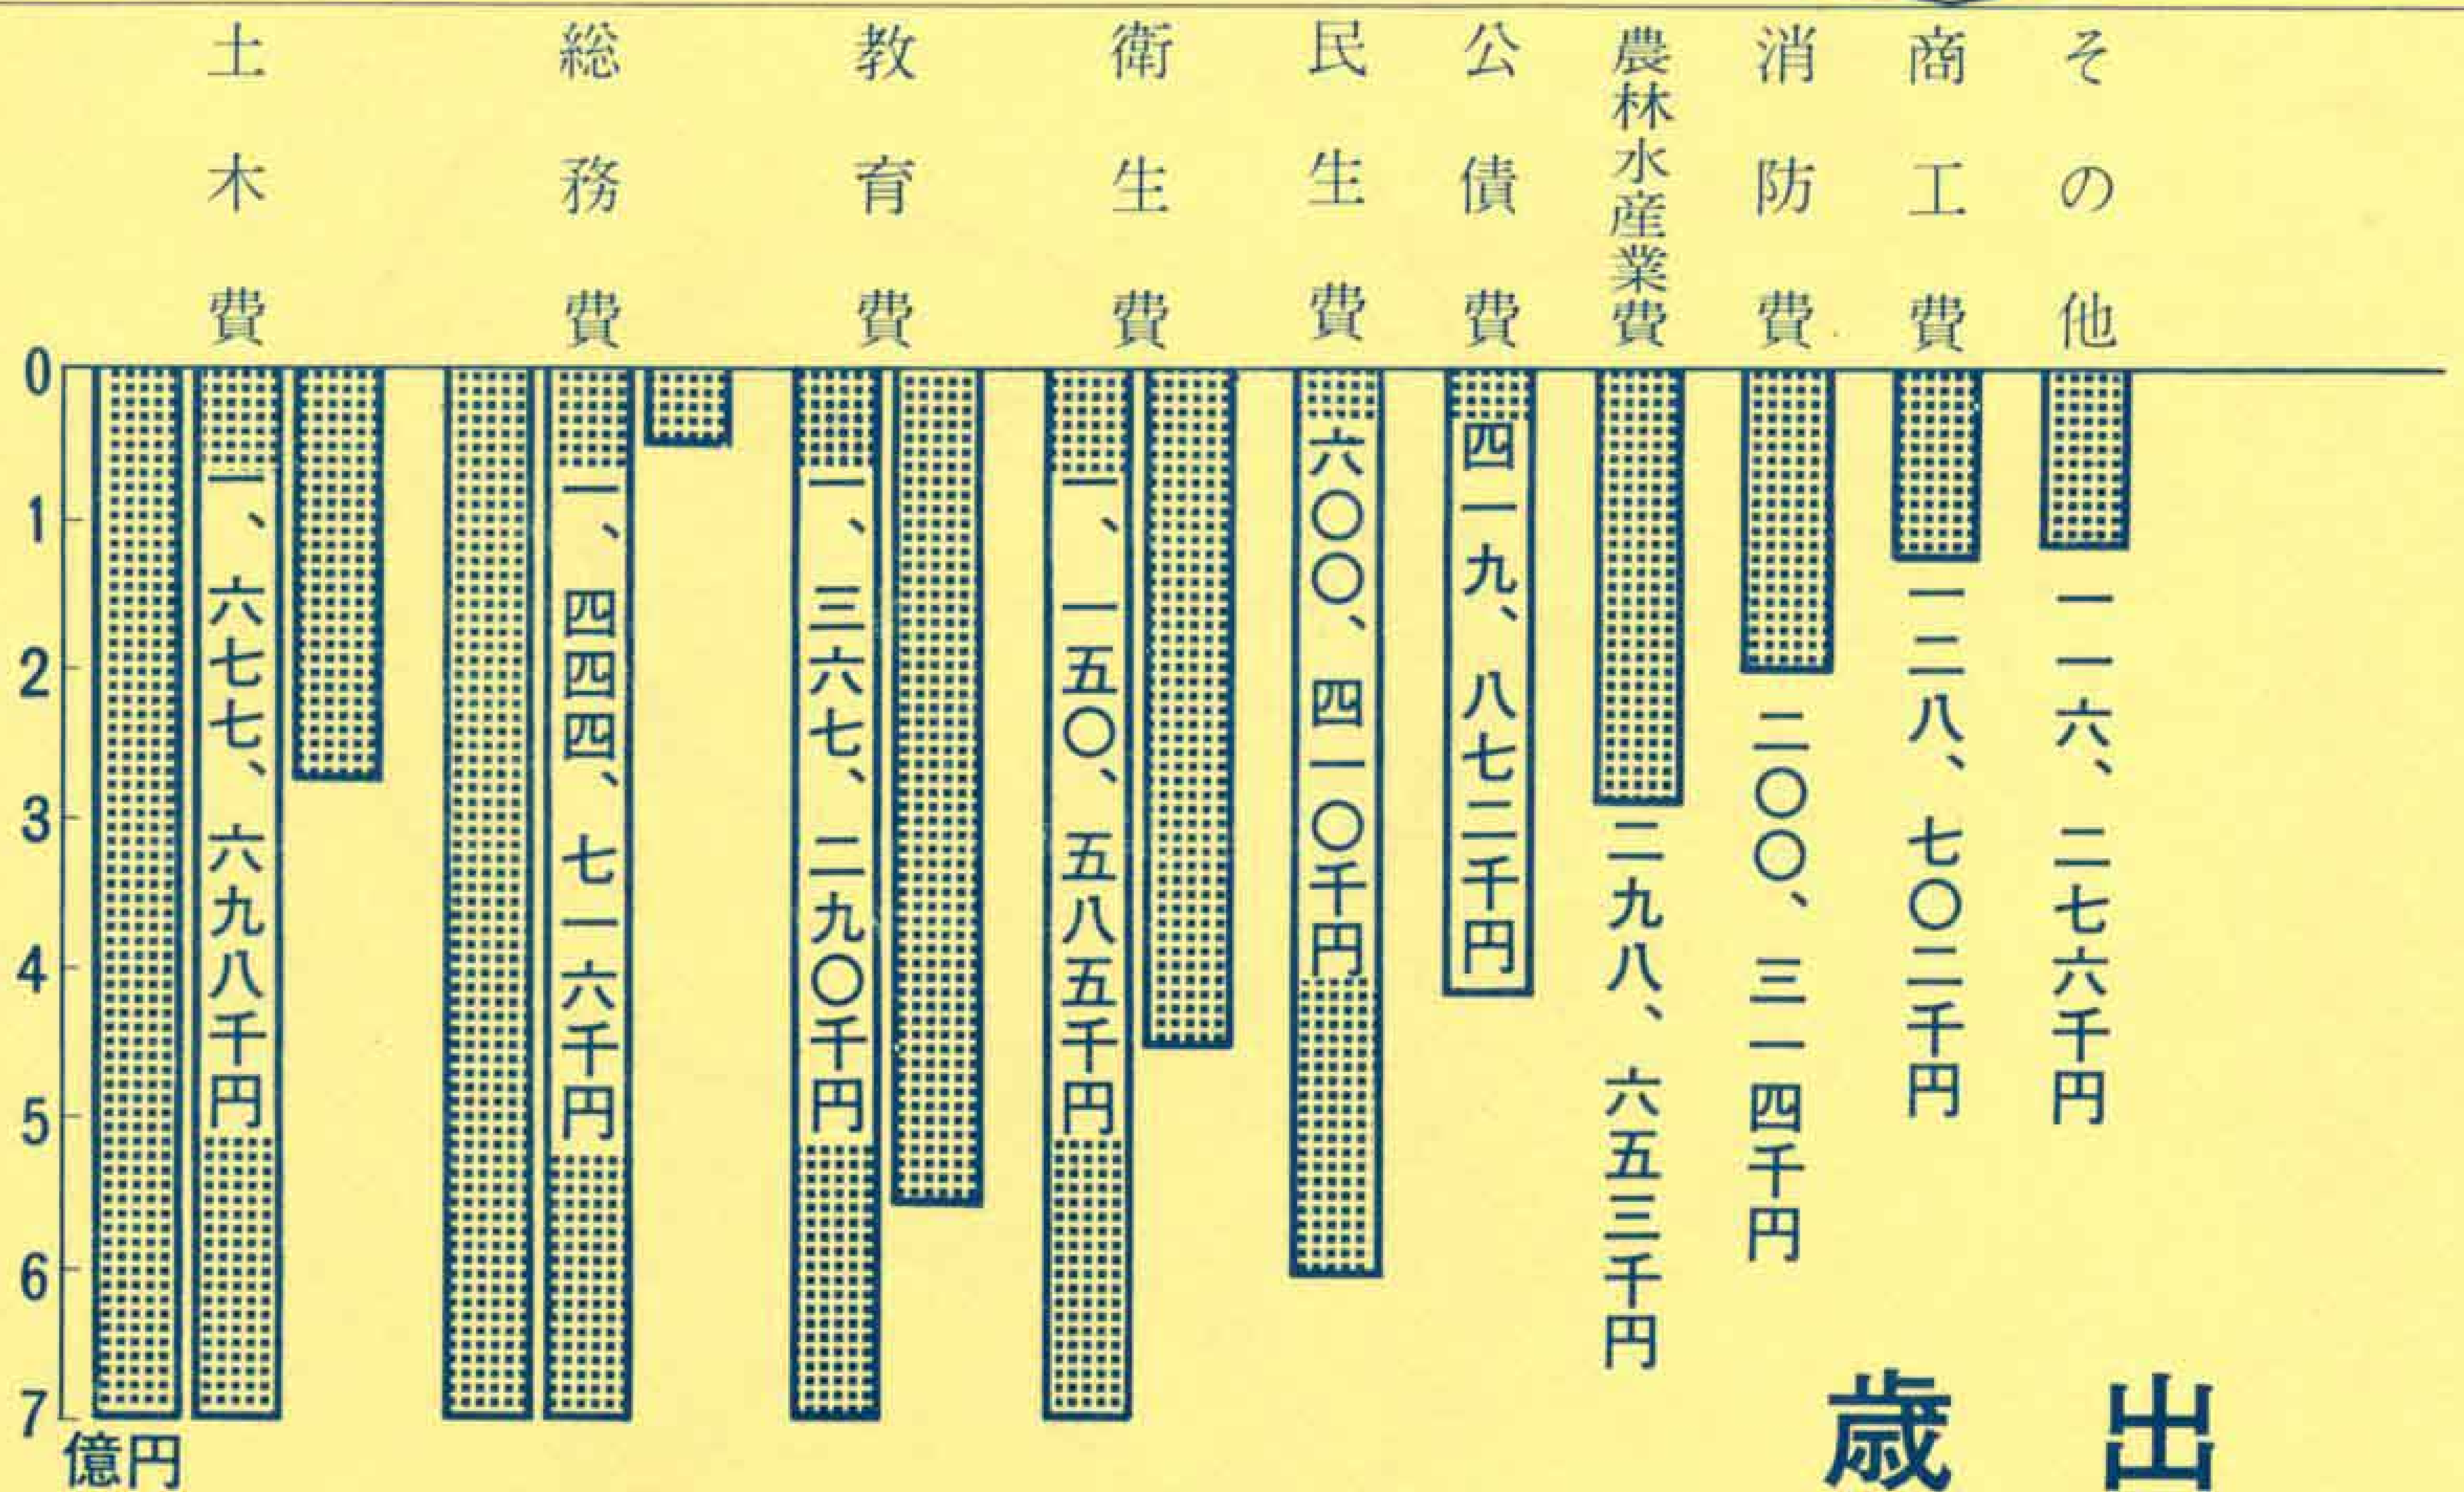 土木費
総務費
教育費
衛生費
民生費
公債費
農林水産業費
消防費
商工費
その他
0
1
2
3
4
5
6
7
億円
一、六七七、六九八千円
一、四四四、七一六千円
一、三六七、二九〇千円
一、一五〇、五八五千円
六〇〇、四一〇千円
四一九、八七二千円
二九八、六五三千円
二〇〇、三一四千円
一二八、七〇二千円
一一六、二七六千円
歳出